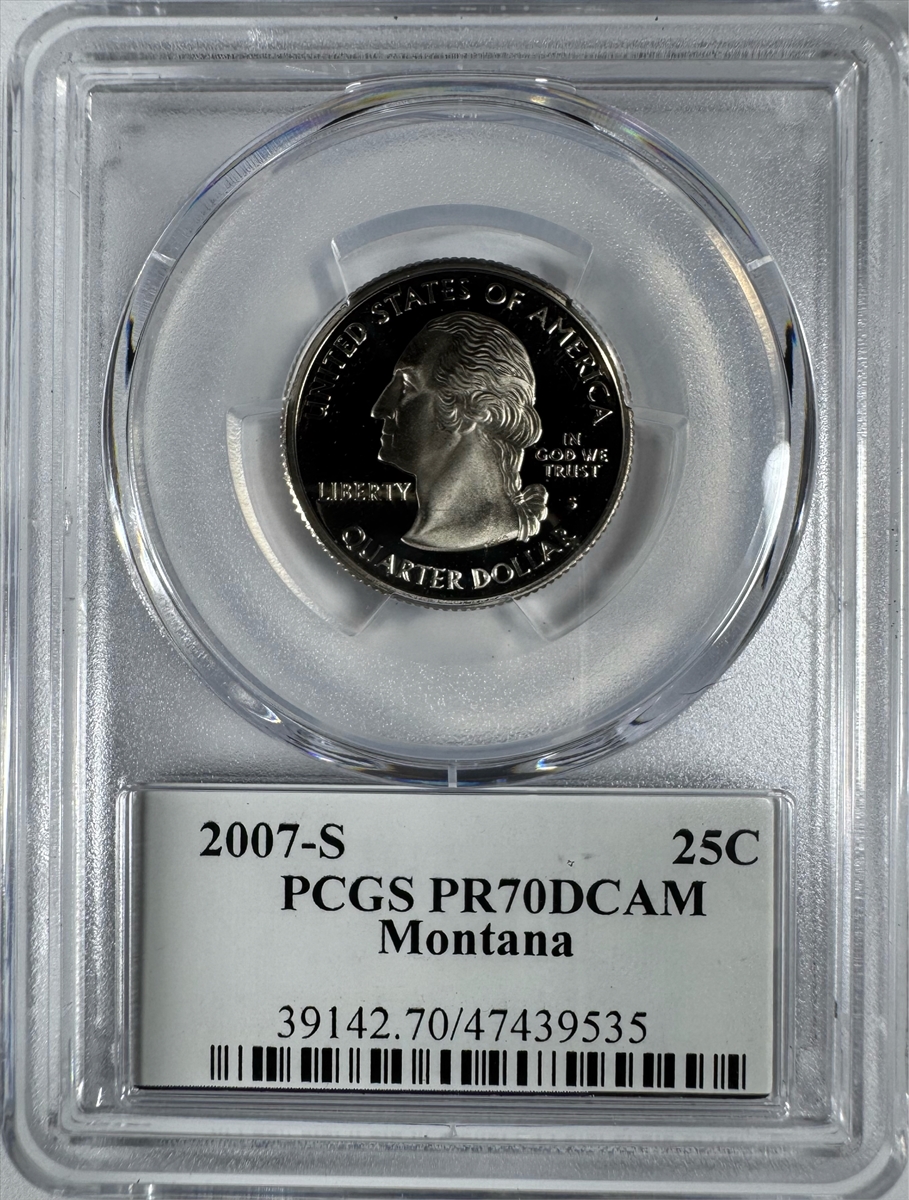 UNITED STATES OF AMERICA
IN
GOD WE
TRUST
LIBERTY
S
QUARTER DOLLAR
2007-S 25C
PCGS PR70DCAM
Montana
39142.70/47439535